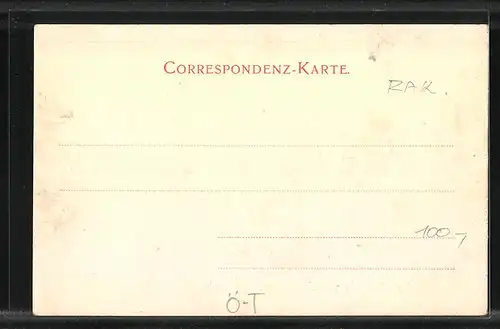 CORRESPONDENZ-KARTE.
RAK.
100,-
Ö-T